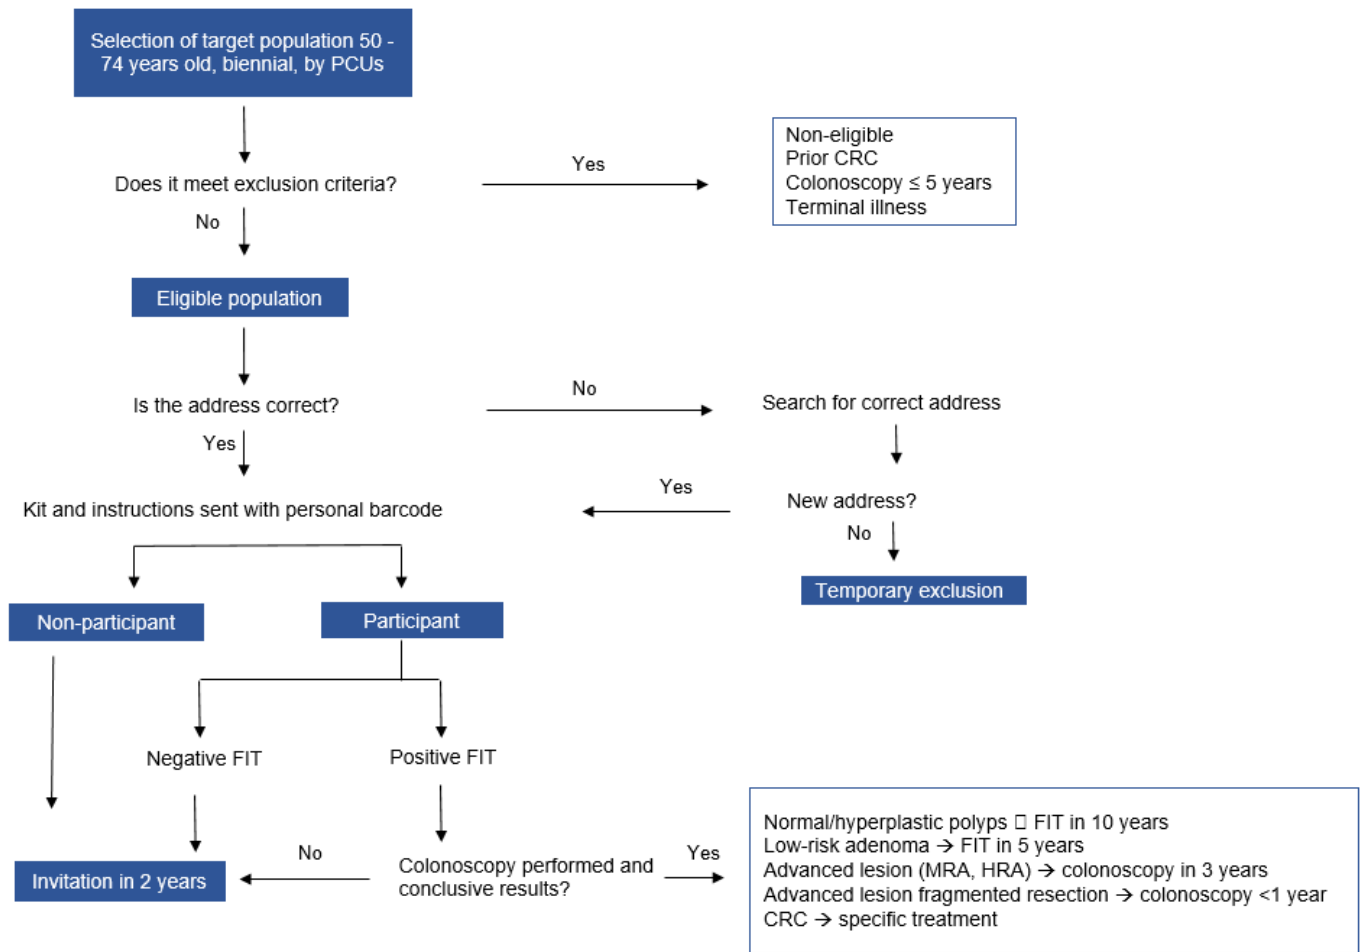 Selection of target population 50 -
74 years old, biennial, by PCUs
Does it meet exclusion criteria?
Yes
Non-eligible
Prior CRC
Colonoscopy ≤ 5 years
Terminal illness
No
Eligible population
Is the address correct?
No
Search for correct address
Yes
Kit and instructions sent with personal barcode
Yes
New address?
No
Temporary exclusion
Non-participant
Participant
Negative FIT
Positive FIT
Invitation in 2 years
No
Colonoscopy performed and
conclusive results?
Yes
Normal/hyperplastic polyps □ FIT in 10 years
Low-risk adenoma → FIT in 5 years
Advanced lesion (MRA, HRA) → colonoscopy in 3 years
Advanced lesion fragmented resection → colonoscopy <1 year
CRC → specific treatment